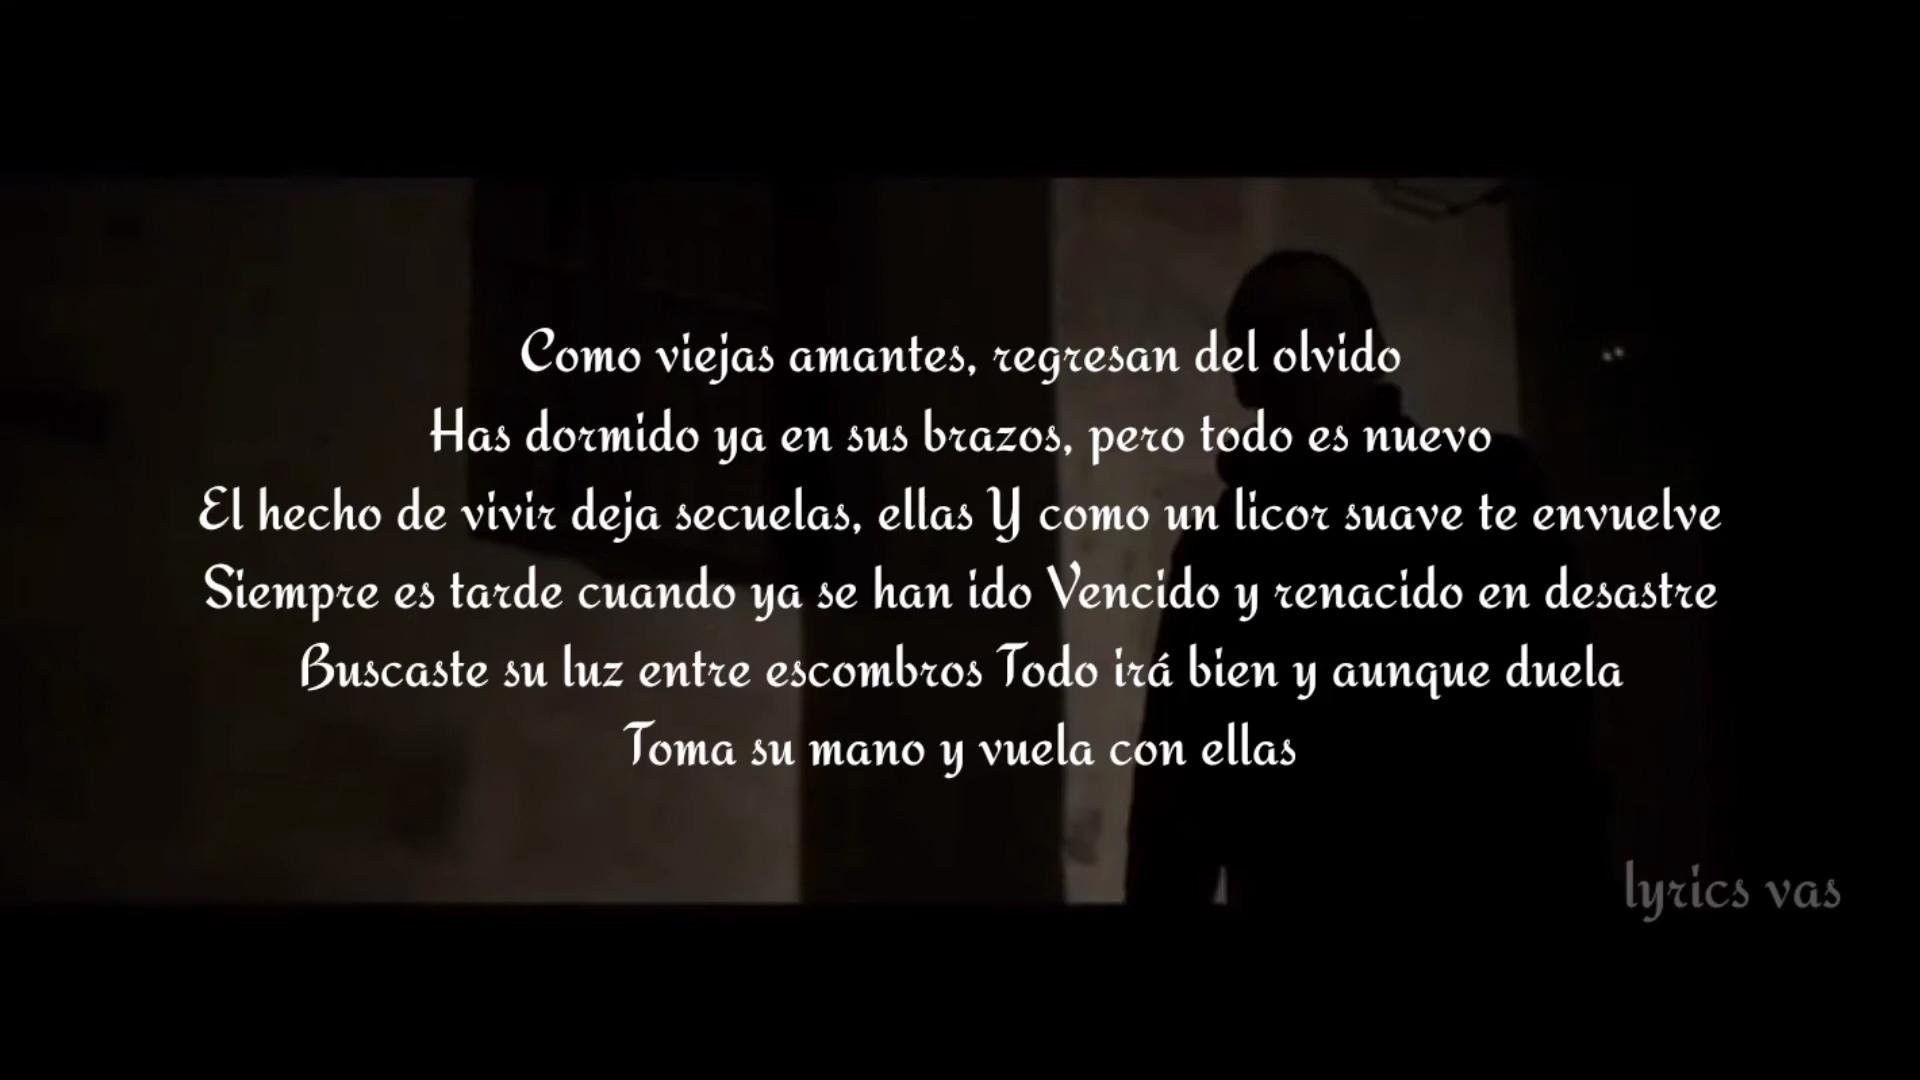 Como viejas amantes, regresan del olvido
Has dormido ya en sus brazos, pero todo es nuevo
El hecho de vivir deja secuelas, ellas Y como un licor suave te envuelve
Siempre es tarde cuando ya se han ido Vencido y renacido en desastre
Buscaste su luz entre escombros Todo irá bien y aunque duela
Toma su mano y vuela con ellas
lyrics vas